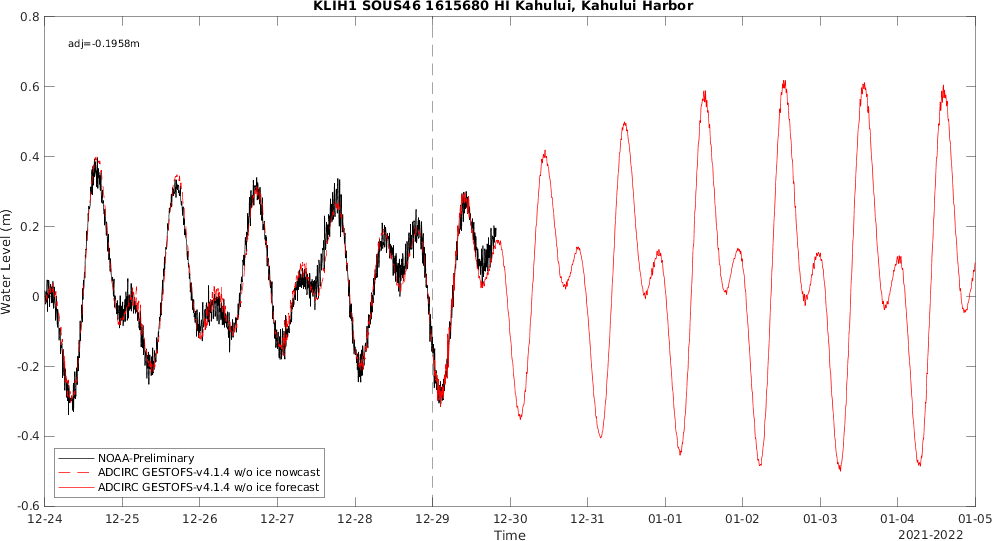 KLIH1 SOUS46 1615680 HI Kahului, Kahului Harbor
adj=-0.1958m
Water Level (m)
0.8
0.6
0.4
0.2
0
-0.2
-0.4
-0.6
NOAA-Preliminary
ADCIRC GESTOFS-v4.1.4 w/o ice nowcast
ADCIRC GESTOFS-v4.1.4 w/o ice forecast
12-24 12-25 12-26 12-27 12-28 12-29 12-30 12-31 01-01 01-02 01-03 01-04 01-05
Time
2021-2022